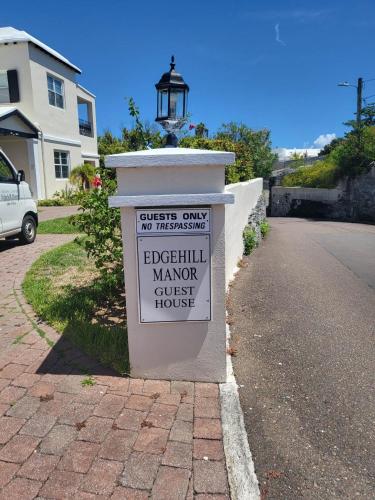 GUESTS ONLY
NO TRESPASSING
EDGEHILL
MANOR
GUEST
HOUSE